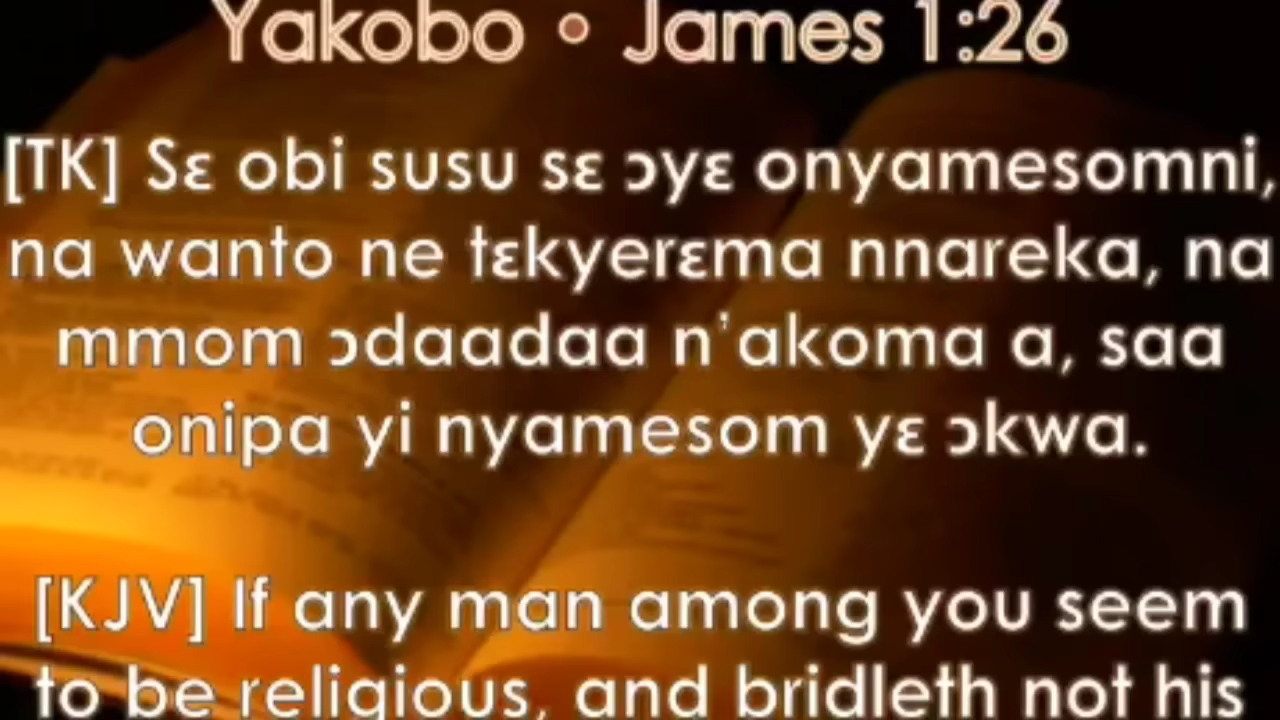 Yakobo • James 1:26
[TK] Sɛ obi susu sɛ ɔyɛ onyamesomni,
na wanto ne tɛkyerɛma nnareka, na
mmom ɔdaadaa n'akoma a, saa
onipa yi nyamesom yɛ ɔkwa.
[KJV] If any man among you seem
to be religious, and bridleth not his